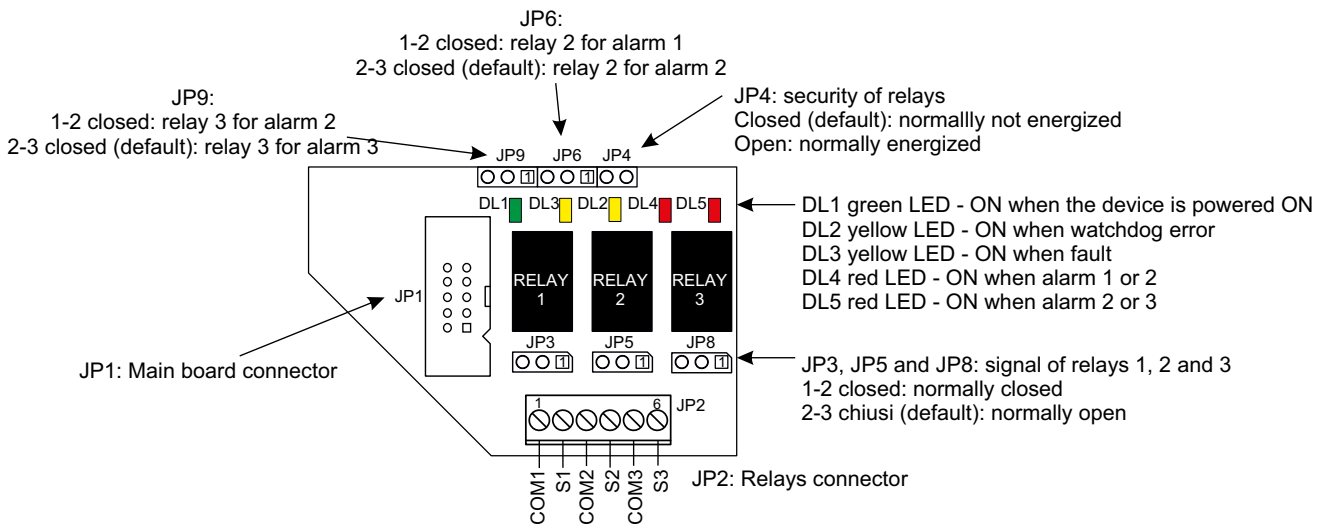 JP6:
1-2 closed: relay 2 for alarm 1
2-3 closed (default): relay 2 for alarm 2
JP9:
1-2 closed: relay 3 for alarm 2
2-3 closed (default): relay 3 for alarm 3
JP4: security of relays
Closed (default): normallly not energized
Open: normally energized
JP9 JP6 JP4
1 1
DL1 DL3 DL2 DL4 DL5
DL1 green LED - ON when the device is powered ON
DL2 yellow LED - ON when watchdog error
DL3 yellow LED - ON when fault
DL4 red LED - ON when alarm 1 or 2
DL5 red LED - ON when alarm 2 or 3
JP1
RELAY
1
RELAY
2
RELAY
3
JP3 JP5 JP8
1 1 1
JP1: Main board connector
JP3, JP5 and JP8: signal of relays 1, 2 and 3
1-2 closed: normally closed
2-3 chiusi (default): normally open
1 6
JP2
COM1
S1
COM2
S2
COM3
S3
JP2: Relays connector